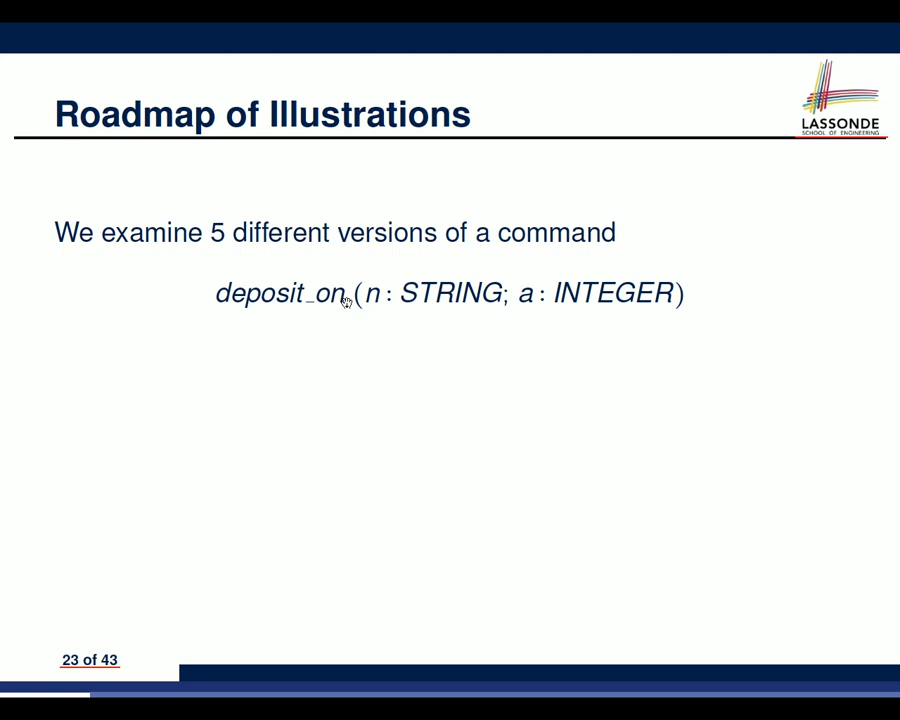 LASSONDE
SCHOOL OF ENGINEERING
Roadmap of Illustrations
We examine 5 different versions of a command
deposit_on(n : STRING; a : INTEGER)
23 of 43